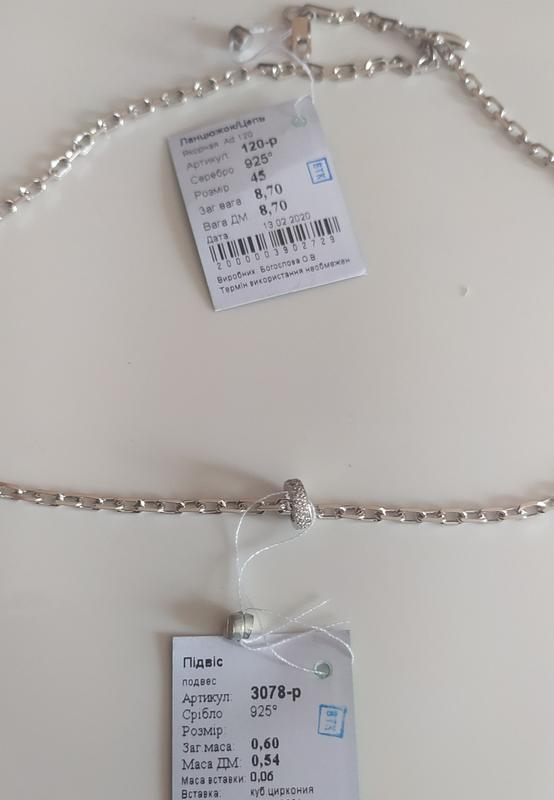 Ланцюжок/Цепь
Якорная Ad 120
Артикул: 120-р
Серебро 925°
Розмір 45
Заг вага 8,70
Вага ДМ 8,70
Дата 13.02.2020
2000003902729
Виробник Богослова О.В.
Термін використання необмежен
ВТК
Підвіс
подвес
Артикул: 3078-р
Срібло 925°
Розмір:
Заг маса: 0,60
Маса ДМ: 0,54
Маса вставки: 0,06
Вставка: куб.циркония
ВТК